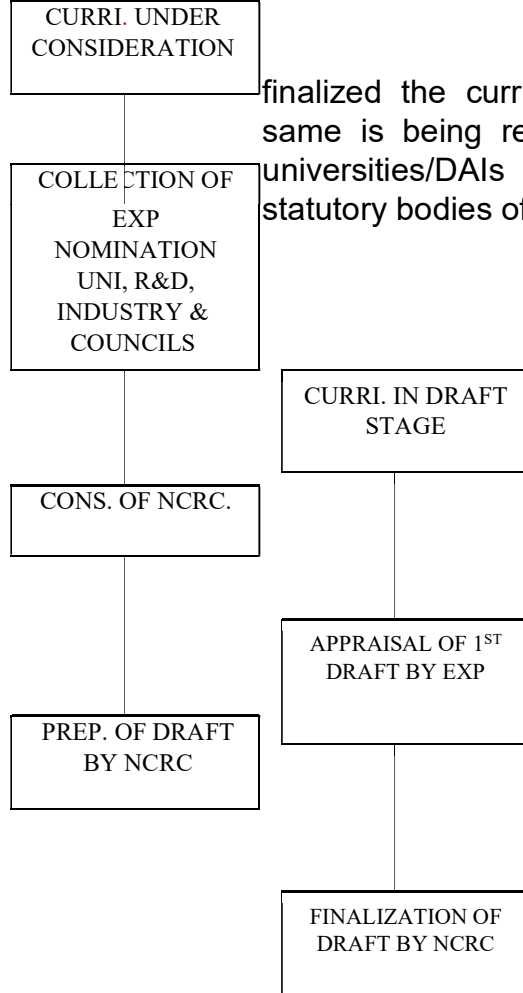 CURRI. UNDER
CONSIDERATION
finalized the curr
same is being re
universities/DAIs
statutory bodies of
COLLECTION OF
EXP
NOMINATION
UNI, R&D,
INDUSTRY &
COUNCILS
CONS. OF NCRC.
PREP. OF DRAFT
BY NCRC
CURRI. IN DRAFT
STAGE
APPRAISAL OF 1ST
DRAFT BY EXP
FINALIZATION OF
DRAFT BY NCRC